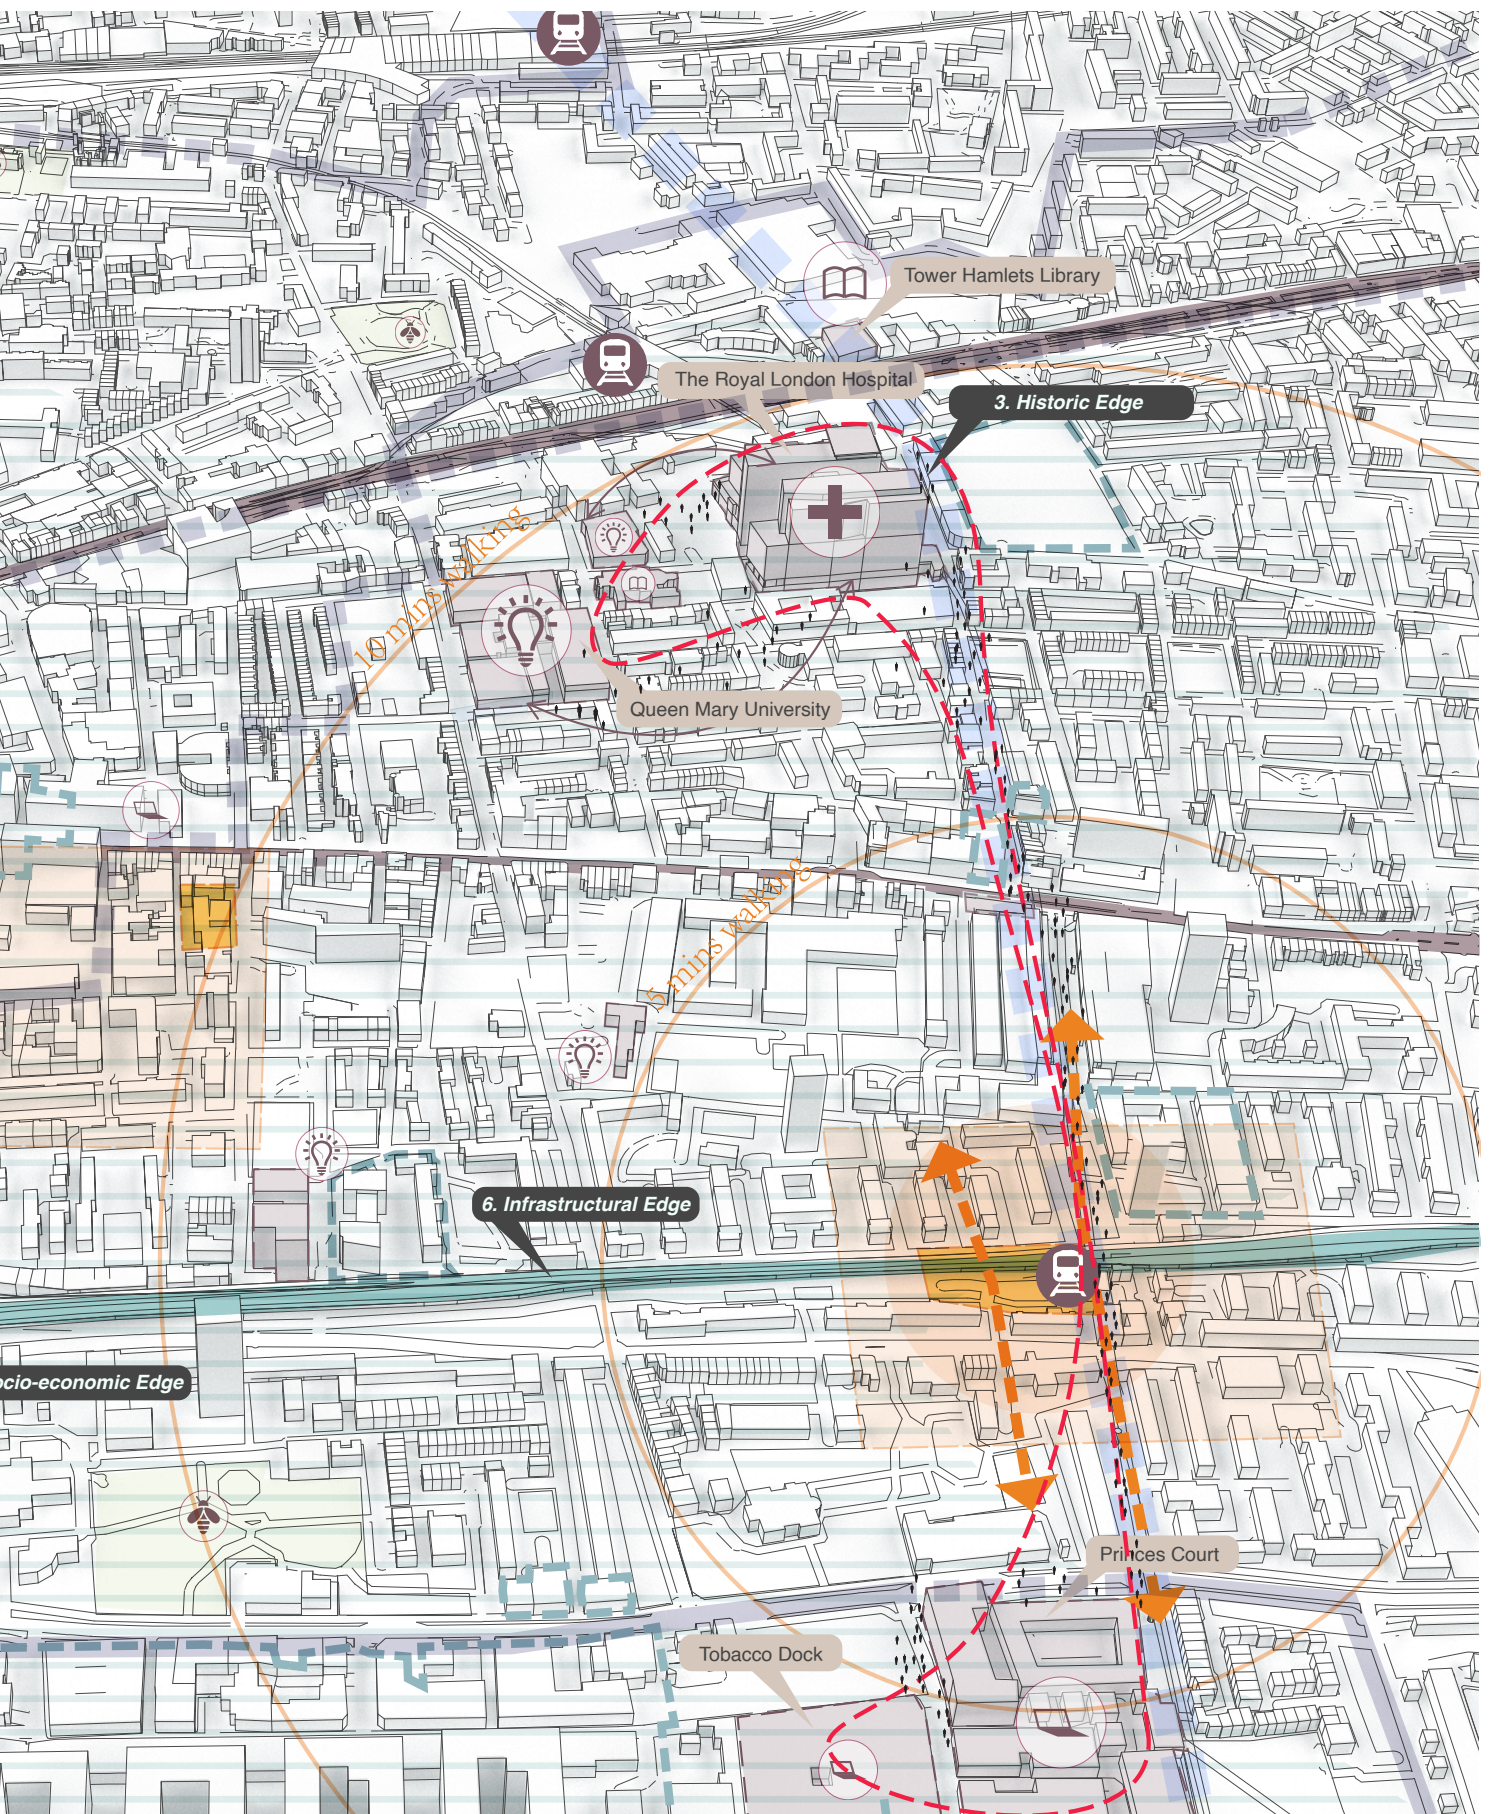 Tower Hamlets Library
The Royal London Hospital
3. Historic Edge
10 mins walking
Queen Mary University
5 mins walking
6. Infrastructural Edge
ocio-economic Edge
Princes Court
Tobacco Dock